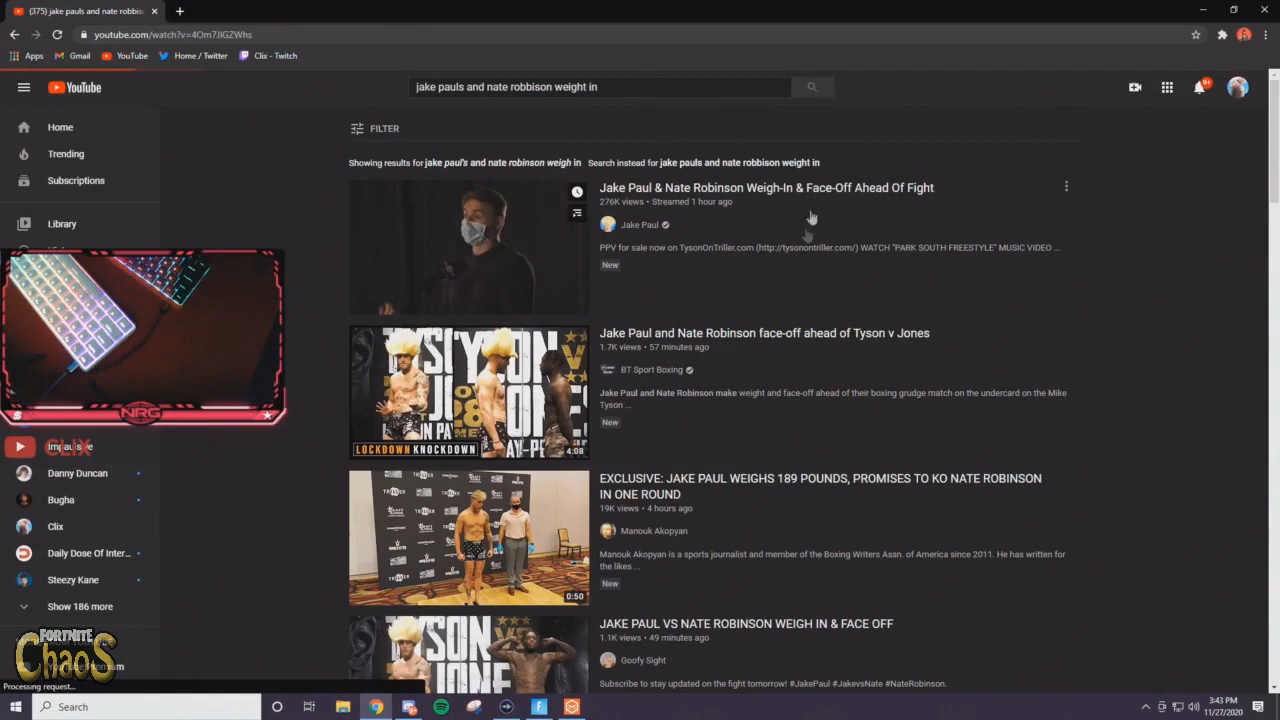 (375) jake pauls and nate robbiso
youtube.com/watch?v=4Om7JIGZWhs
Apps Gmail YouTube Home / Twitter Clix - Twitch
YouTube
jake pauls and nate robbison weight in
9+
Home
Trending
Subscriptions
Library
FILTER
Showing results for jake paul's and nate robinson weigh in Search instead for jake pauls and nate robbison weight in
Jake Paul & Nate Robinson Weigh-In & Face-Off Ahead Of Fight
276K views • Streamed 1 hour ago
Jake Paul
PPV for sale now on TysonOnTriller.com (http://tysonontriller.com/) WATCH "PARK SOUTH FREESTYLE" MUSIC VIDEO ...
New
LOCKDOWN KNOCKDOWN
4:08
Jake Paul and Nate Robinson face-off ahead of Tyson v Jones
1.7K views • 57 minutes ago
BT Sport Boxing
Jake Paul and Nate Robinson make weight and face-off ahead of their boxing grudge match on the undercard on the Mike
Tyson ...
New
0:50
EXCLUSIVE: JAKE PAUL WEIGHS 189 POUNDS, PROMISES TO KO NATE ROBINSON
IN ONE ROUND
19K views • 4 hours ago
Manouk Akopyan
Manouk Akopyan is a sports journalist and member of the Boxing Writers Assn. of America since 2011. He has written for
the likes ...
New
JAKE PAUL VS NATE ROBINSON WEIGH IN & FACE OFF
1.1K views • 49 minutes ago
Goofy Sight
Subscribe to stay updated on the fight tomorrow! #JakePaul #JakevsNate #NateRobinson.
NRG
CLIX
Danny Duncan
Bugha
Clix
Daily Dose Of Inter...
Steezy Kane
Show 186 more
FORTNITE
ChaoS
YouTube Premium
Processing request...
Search
3:43 PM
11/27/2020